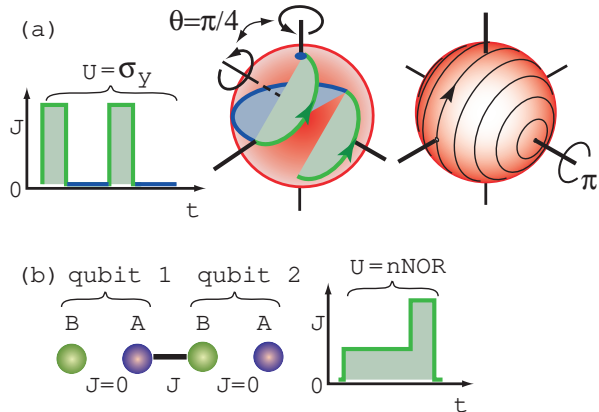 (a)
θ=π/4
U=σy
J
0
t
π
(b) qubit 1 qubit 2
U=nNOR
B A B A
J
J=0 J J=0
0
t